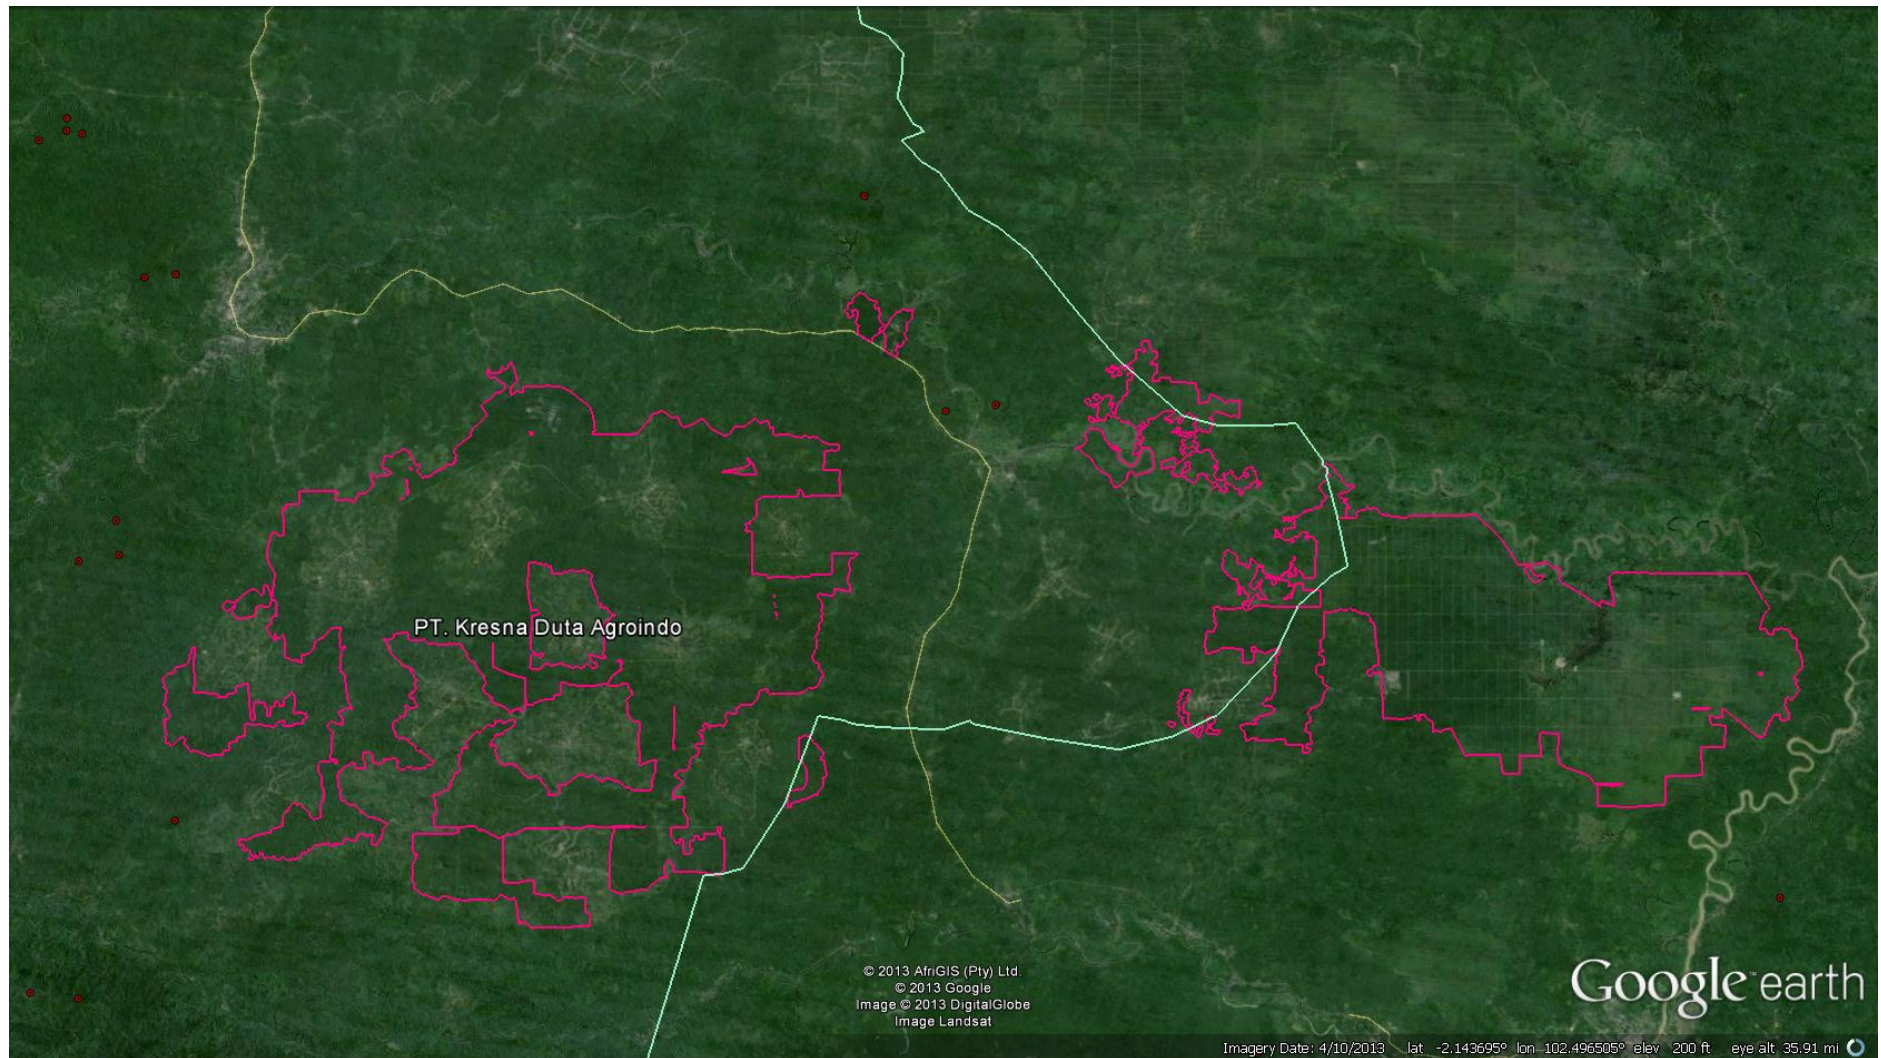 PT. Kresna Duta Agroindo
© 2013 AfriGIS (Pty) Ltd.
© 2013 Google
Image © 2013 DigitalGlobe
Image Landsat
Google earth
Imagery Date: 4/10/2013 lat -2.143695° lon 102.496505° elev 200 ft eye alt 35.91 mi